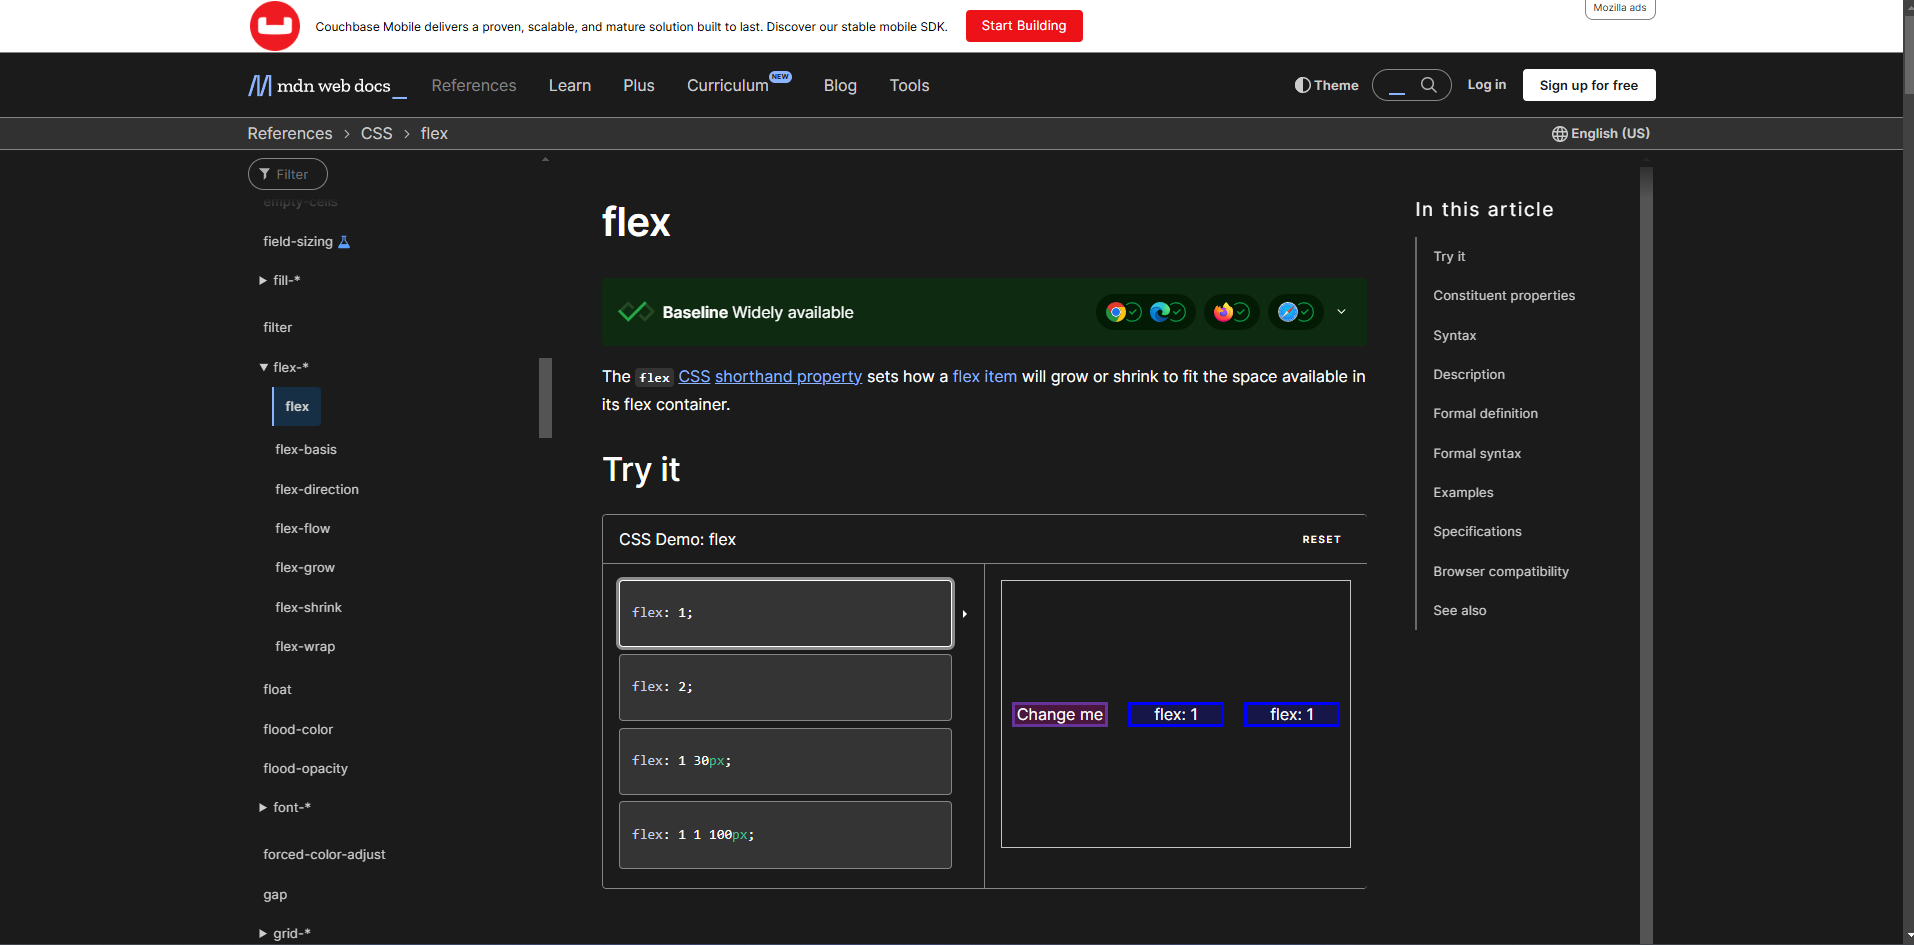 Mozilla ads
Couchbase Mobile delivers a proven, scalable, and mature solution built to last. Discover our stable mobile SDK.
Start Building
mdn web docs_
References
Learn
Plus
Curriculum NEW
Blog
Tools
Theme
Log in
Sign up for free
References > CSS > flex
English (US)
Filter
empty-cells
field-sizing
fill-*
filter
flex-*
flex
flex-basis
flex-direction
flex-flow
flex-grow
flex-shrink
flex-wrap
float
flood-color
flood-opacity
font-*
forced-color-adjust
gap
grid-*
flex
Baseline Widely available
The flex CSS shorthand property sets how a flex item will grow or shrink to fit the space available in
its flex container.
Try it
CSS Demo: flex
RESET
flex: 1;
flex: 2;
flex: 1 30px;
flex: 1 1 100px;
Change me
flex: 1
flex: 1
In this article
Try it
Constituent properties
Syntax
Description
Formal definition
Formal syntax
Examples
Specifications
Browser compatibility
See also